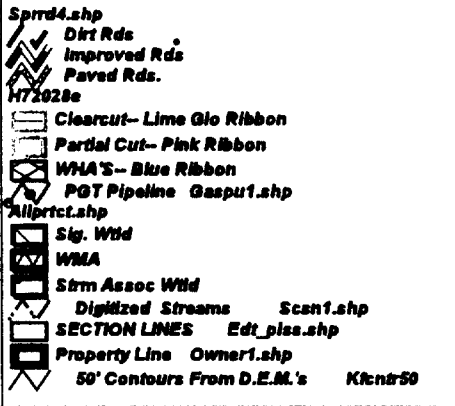 Sprrd4.shp
Dirt Rds
Improved Rds
Paved Rds.
H72028e
Clearcut-- Lime Glo Ribbon
Partial Cut-- Pink Ribbon
WHA'S-- Blue Ribbon
PGT Pipeline Gaspu1.shp
Allprtct.shp
Sig. Wtld
WMA
Strm Assoc Wtld
Digitized Streams Scsn1.shp
SECTION LINES Edt_plss.shp
Property Line Owner1.shp
50' Contours From D.E.M.'s Kfcntr50